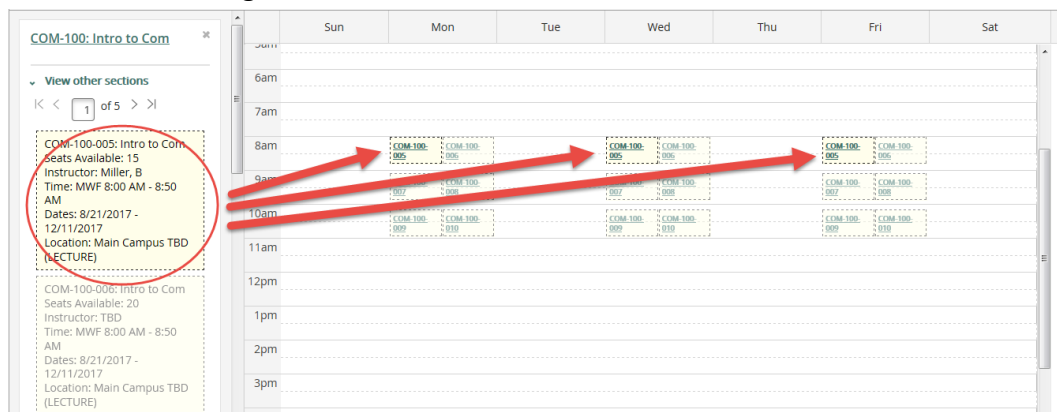 COM-100: Intro to Com
View other sections
1 of 5
COM-100-005: Intro to Com
Seats Available: 15
Instructor: Miller, B
Time: MWF 8:00 AM - 8:50
AM
Dates: 8/21/2017 -
12/11/2017
Location: Main Campus TBD
(LECTURE)
COM-100-006: Intro to Com
Seats Available: 20
Instructor: TBD
Time: MWF 8:00 AM - 8:50
AM
Dates: 8/21/2017 -
12/11/2017
Location: Main Campus TBD
(LECTURE)
Sun Mon Tue Wed Thu Fri Sat
5am
6am
7am
8am
COM-100- COM-100- COM-100- COM-100- COM-100- COM-100-
005 006 005 006 005 006
9am
COM-100- COM-100- COM-100- COM-100- COM-100- COM-100-
007 008 007 008 007 008
10am
COM-100- COM-100- COM-100- COM-100- COM-100- COM-100-
009 010 009 010 009 010
11am
12pm
1pm
2pm
3pm